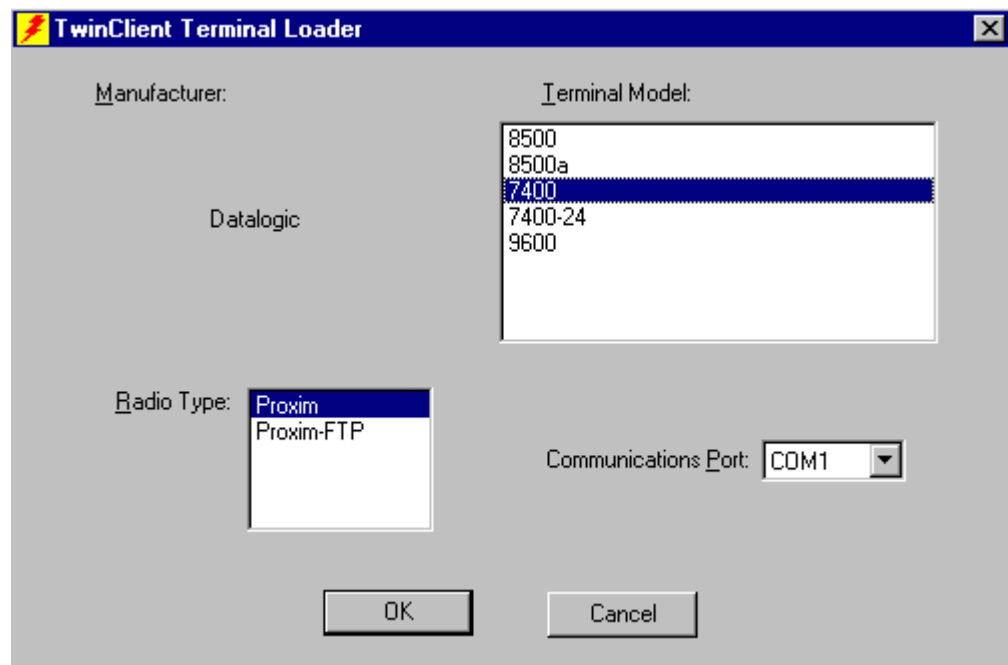 TwinClient Terminal Loader
Manufacturer:
Terminal Model:
8500
8500a
7400
7400-24
9600
Datalogic
Radio Type:
Proxim
Proxim-FTP
Communications Port:
COM1
OK
Cancel